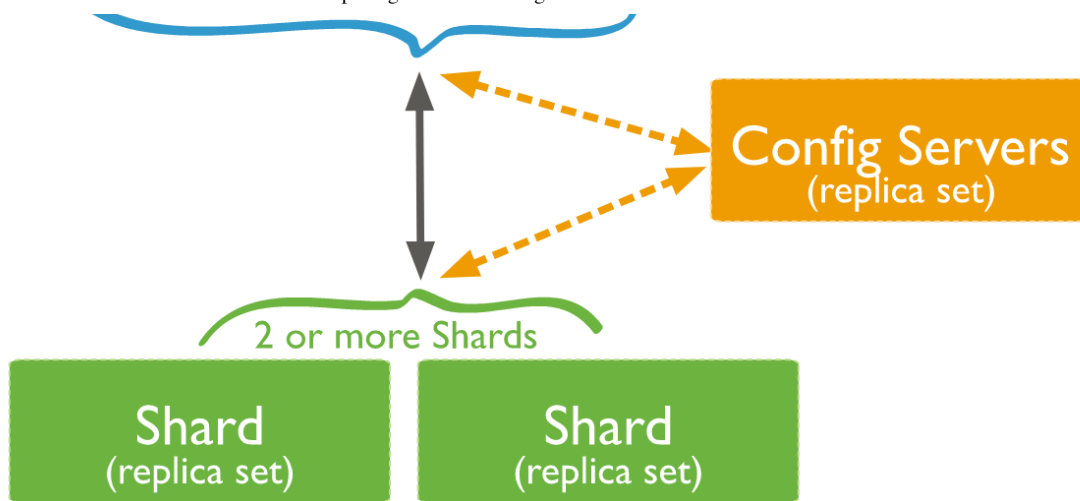 Config Servers
(replica set)
2 or more Shards
Shard
(replica set)
Shard
(replica set)